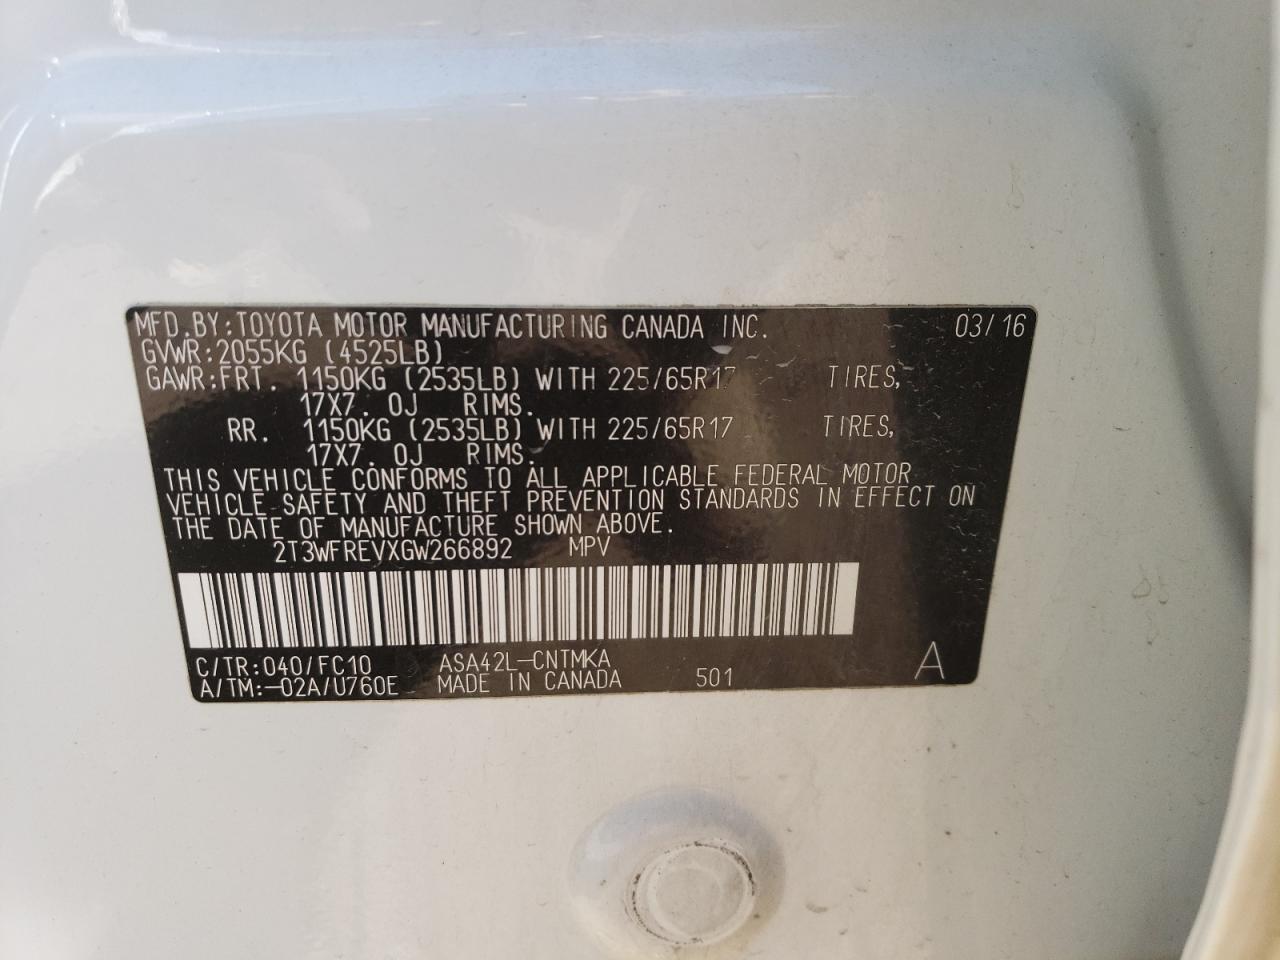 MFD.BY:TOYOTA MOTOR MANUFACTURING CANADA INC. 03/16
GVWR:2055KG (4525LB)
GAWR:FRT. 1150KG (2535LB) WITH 225/65R17 TIRES,
17X7.0J RIMS.
RR. 1150KG (2535LB) WITH 225/65R17 TIRES,
17X7.0J RIMS.
THIS VEHICLE CONFORMS TO ALL APPLICABLE FEDERAL MOTOR
VEHICLE SAFETY AND THEFT PREVENTION STANDARDS IN EFFECT ON
THE DATE OF MANUFACTURE SHOWN ABOVE.
2T3WFREVXGW266892 MPV
C/TR:040/FC10 ASA42L-CNTMKA A
A/TM:-02A/U760E MADE IN CANADA 501